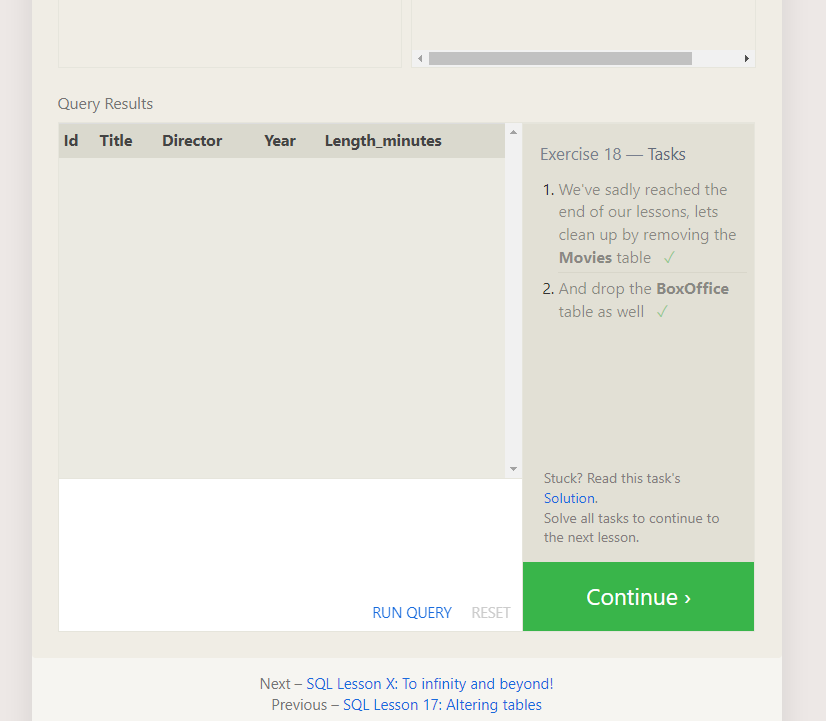 Query Results
Id Title Director Year Length_minutes
Exercise 18 — Tasks
1. We've sadly reached the
end of our lessons, lets
clean up by removing the
Movies table ✓
2. And drop the BoxOffice
table as well ✓
Stuck? Read this task's
Solution.
Solve all tasks to continue to
the next lesson.
RUN QUERY RESET
Continue ›
Next – SQL Lesson X: To infinity and beyond!
Previous – SQL Lesson 17: Altering tables